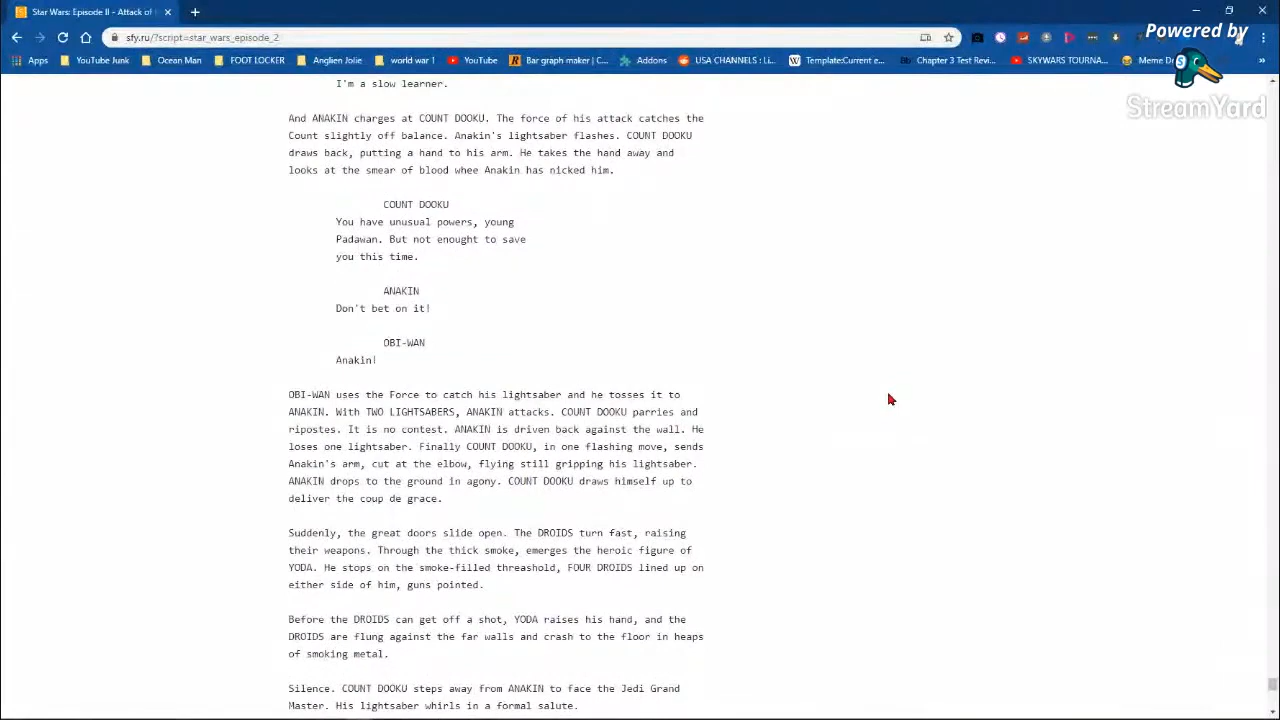 Star Wars: Episode II - Attack of
Powered by
sfy.ru/?script=star_wars_episode_2
Apps
YouTube Junk
Ocean Man
FOOT LOCKER
Anglien Jolie
world war 1
YouTube
Bar graph maker | C...
Addons
USA CHANNELS : Li...
Template:Current e...
Chapter 3 Test Revi...
SKYWARS TOURNA...
»
StreamYard
I'm a slow learner.
And ANAKIN charges at COUNT DOOKU. The force of his attack catches the
Count slightly off balance. Anakin's lightsaber flashes. COUNT DOOKU
draws back, putting a hand to his arm. He takes the hand away and
looks at the smear of blood whee Anakin has nicked him.
COUNT DOOKU
You have unusual powers, young
Padawan. But not enought to save
you this time.
ANAKIN
Don't bet on it!
OBI-WAN
Anakin!
OBI-WAN uses the Force to catch his lightsaber and he tosses it to
ANAKIN. With TWO LIGHTSABERS, ANAKIN attacks. COUNT DOOKU parries and
ripostes. It is no contest. ANAKIN is driven back against the wall. He
loses one lightsaber. Finally COUNT DOOKU, in one flashing move, sends
Anakin's arm, cut at the elbow, flying still gripping his lightsaber.
ANAKIN drops to the ground in agony. COUNT DOOKU draws himself up to
deliver the coup de grace.
Suddenly, the great doors slide open. The DROIDS turn fast, raising
their weapons. Through the thick smoke, emerges the heroic figure of
YODA. He stops on the smoke-filled threashold, FOUR DROIDS lined up on
either side of him, guns pointed.
Before the DROIDS can get off a shot, YODA raises his hand, and the
DROIDS are flung against the far walls and crash to the floor in heaps
of smoking metal.
Silence. COUNT DOOKU steps away from ANAKIN to face the Jedi Grand
Master. His lightsaber whirls in a formal salute.